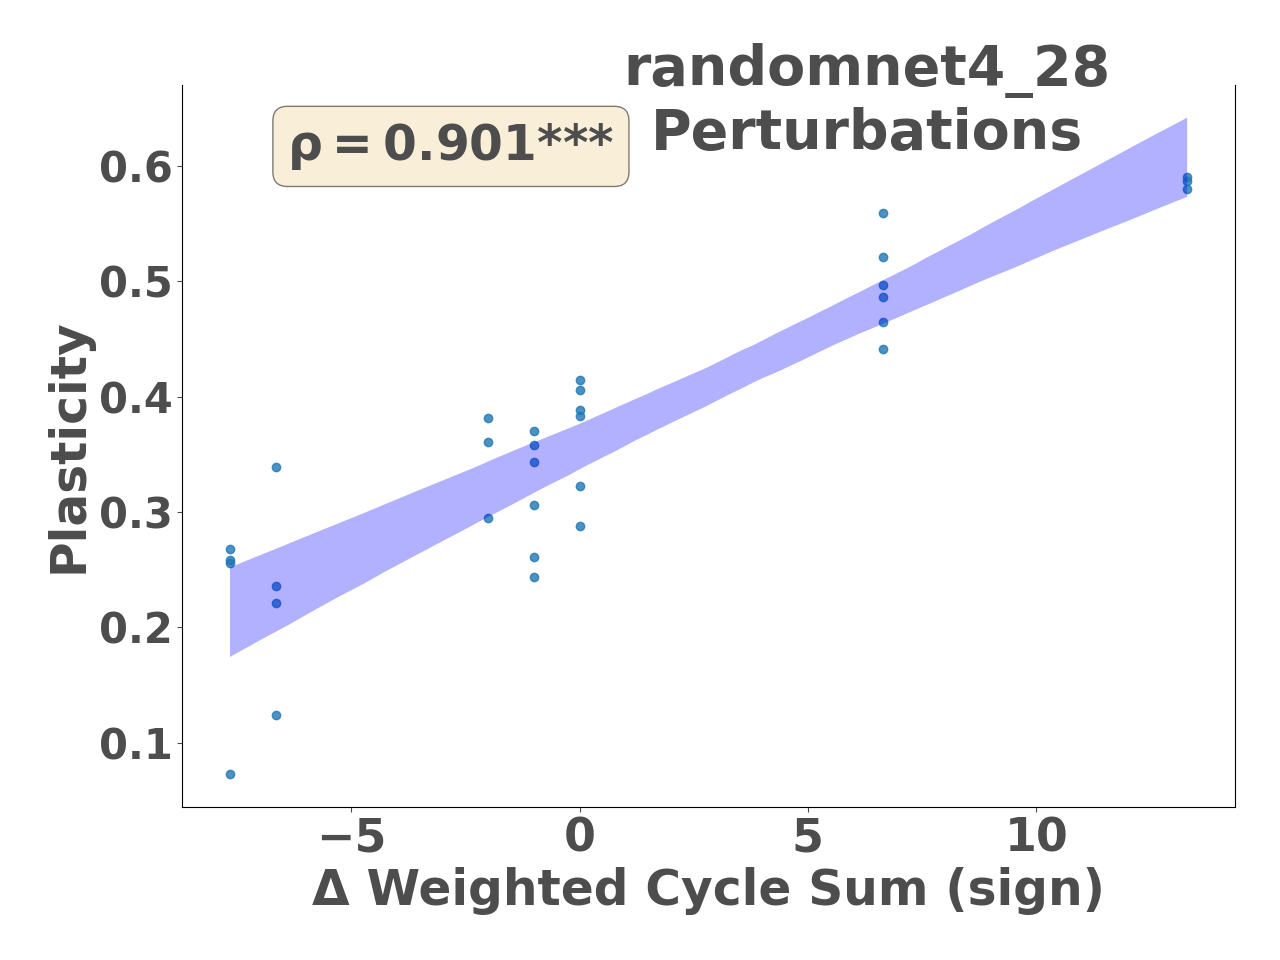 randomnet4_28
Perturbations
ρ = 0.901***
0.6
0.5
0.4
0.3
0.2
0.1
Plasticity
−5
0
5
10
Δ Weighted Cycle Sum (sign)